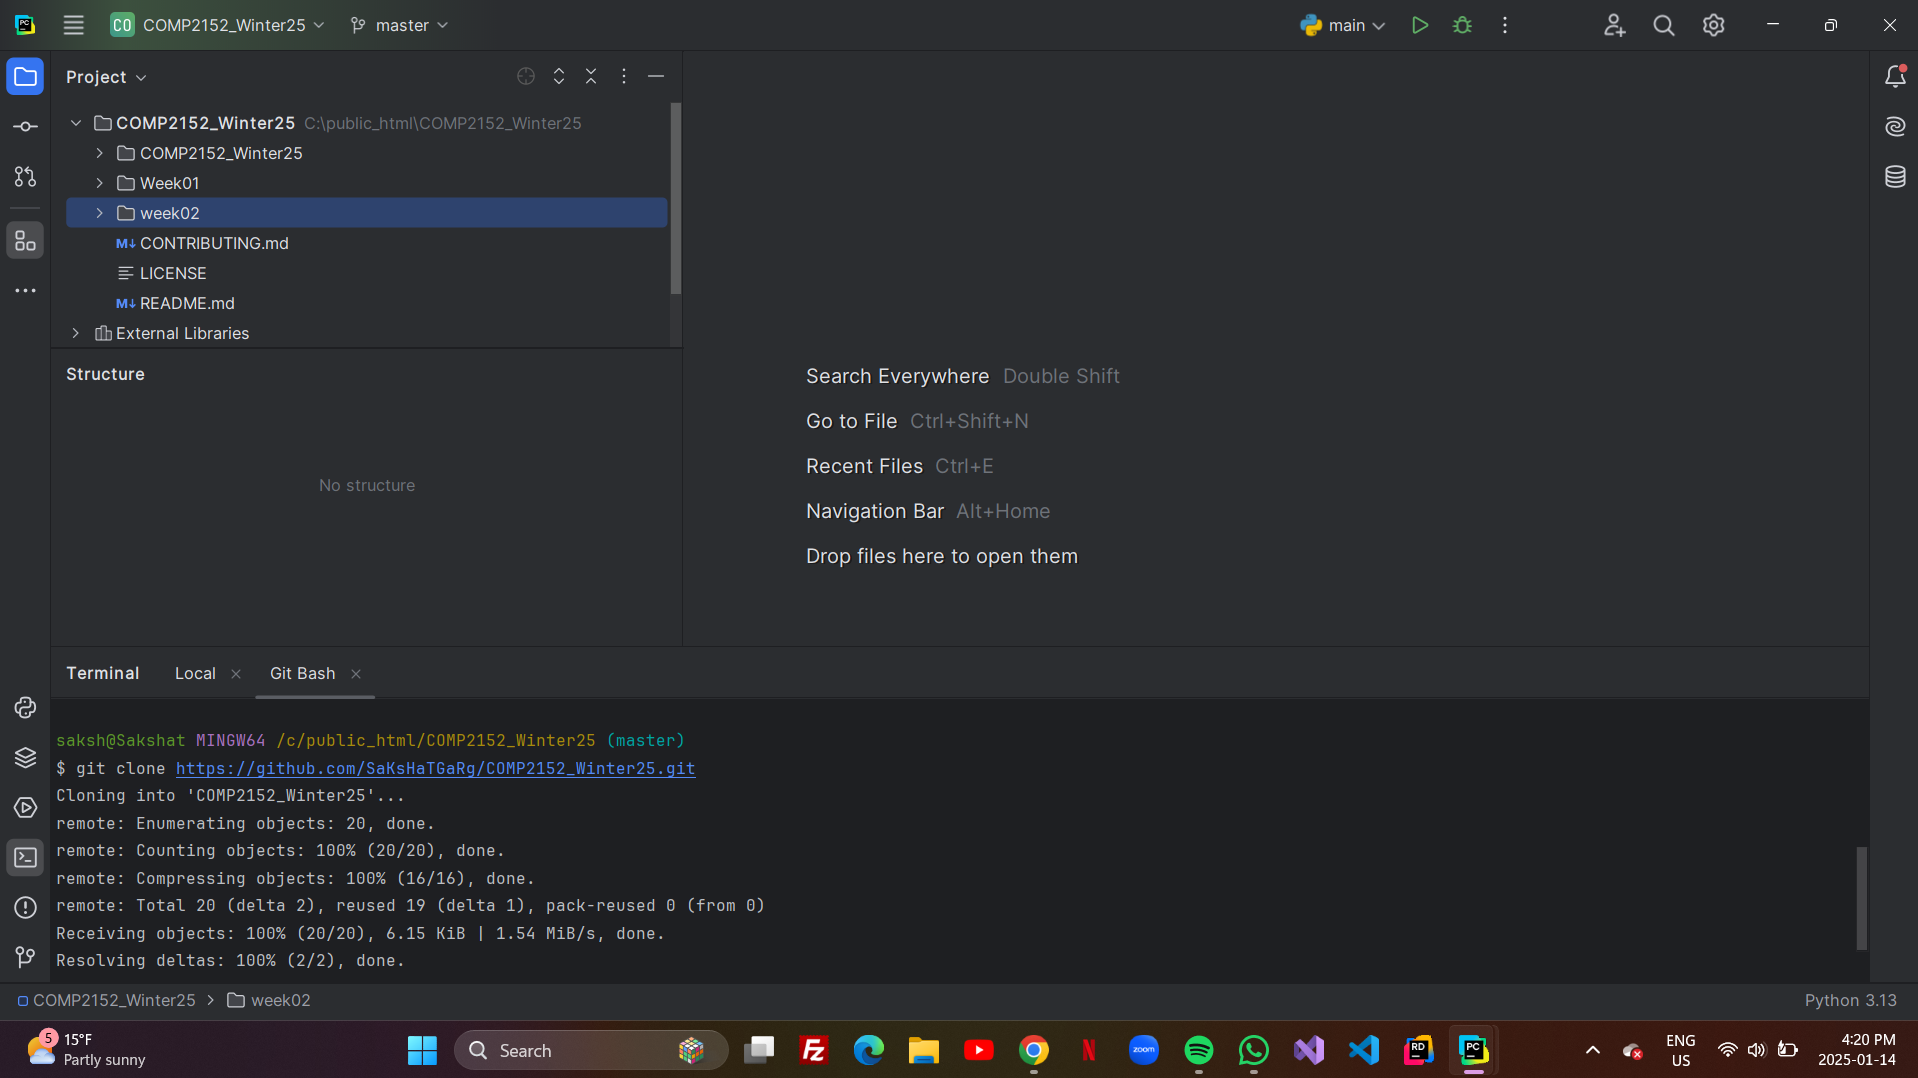 CO COMP2152_Winter25 master main
Project
COMP2152_Winter25 C:\public_html\COMP2152_Winter25
COMP2152_Winter25
Week01
week02
M↓ CONTRIBUTING.md
LICENSE
M↓ README.md
External Libraries
Structure
No structure
Search Everywhere Double Shift
Go to File Ctrl+Shift+N
Recent Files Ctrl+E
Navigation Bar Alt+Home
Drop files here to open them
Terminal Local Git Bash
saksh@Sakshat MINGW64 /c/public_html/COMP2152_Winter25 (master)
$ git clone https://github.com/SaKsHaTGaRg/COMP2152_Winter25.git
Cloning into 'COMP2152_Winter25'...
remote: Enumerating objects: 20, done.
remote: Counting objects: 100% (20/20), done.
remote: Compressing objects: 100% (16/16), done.
remote: Total 20 (delta 2), reused 19 (delta 1), pack-reused 0 (from 0)
Receiving objects: 100% (20/20), 6.15 KiB | 1.54 MiB/s, done.
Resolving deltas: 100% (2/2), done.
COMP2152_Winter25 > week02
Python 3.13
5
15°F
Partly sunny
Search
Fz
N
zoom
RD
PC
ENG
US
4:20 PM
2025-01-14